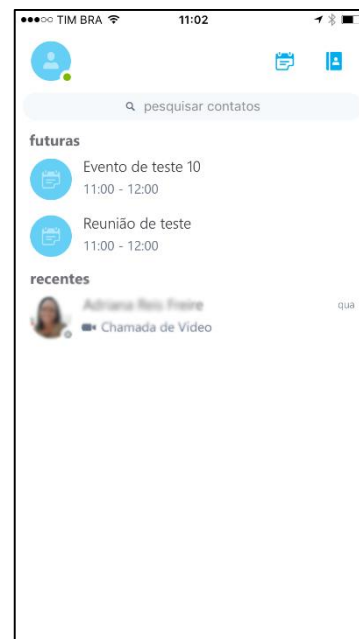 TIM BRA 11:02
pesquisar contatos
futuras
Evento de teste 10
11:00 - 12:00
Reunião de teste
11:00 - 12:00
recentes
qua
Chamada de Vídeo